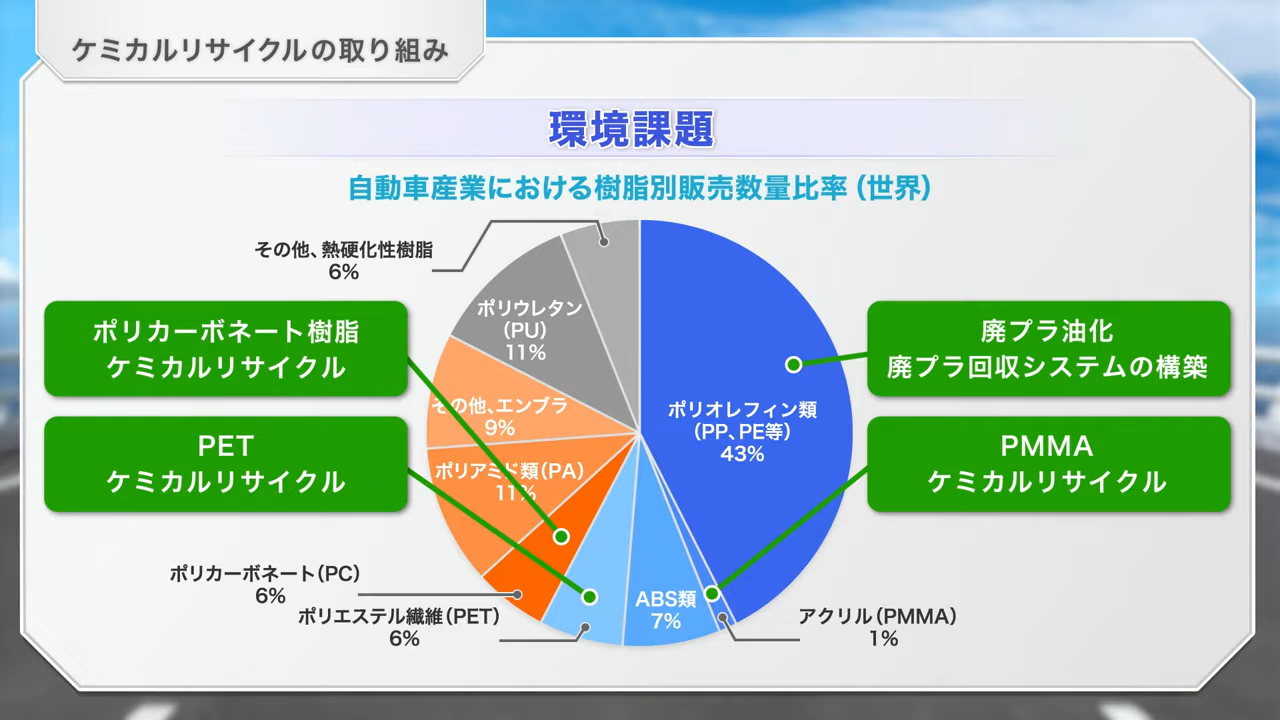 ケミカルリサイクルの取り組み
環境課題
自動車産業における樹脂別販売数量比率（世界）
その他、熱硬化性樹脂
6%
ポリウレタン
（PU）
11%
ポリカーボネート樹脂
ケミカルリサイクル
廃プラ油化
廃プラ回収システムの構築
その他、エンプラ
9%
ポリオレフィン類
（PP、PE等）
43%
PET
ケミカルリサイクル
ポリアミド類（PA）
11%
PMMA
ケミカルリサイクル
ポリカーボネート（PC）
6%
ポリエステル繊維（PET）
6%
ABS類
7%
アクリル（PMMA）
1%